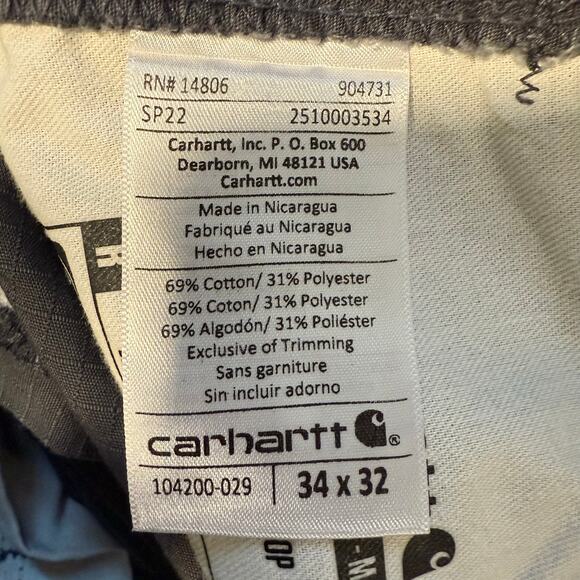 RN# 14806 904731
SP22 2510003534
Carhartt, Inc. P. O. Box 600
Dearborn, MI 48121 USA
Carhartt.com
Made in Nicaragua
Fabriqué au Nicaragua
Hecho en Nicaragua
69% Cotton/ 31% Polyester
69% Coton/ 31% Polyester
69% Algodón/ 31% Poliéster
Exclusive of Trimming
Sans garniture
Sin incluir adorno
carhartt ®
104200-029 34 x 32